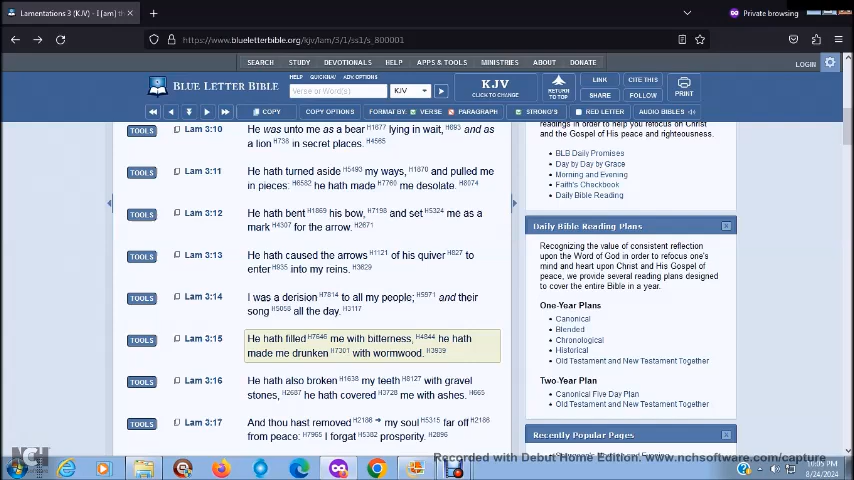 Lamentations 3 (KJV) - I [am] t
Private browsing
https://www.blueletterbible.org/kjv/lam/3/1/ss1/s_800001
SEARCH STUDY DEVOTIONALS HELP APPS & TOOLS MINISTRIES ABOUT DONATE LOGIN
BLUE LETTER BIBLE
HELP QUICKNAV ADV. OPTIONS
Verse or Word(s) KJV
KJV
CLICK TO CHANGE
RETURN TO TOP
LINK CITE THIS
SHARE FOLLOW
PRINT
COPY COPY OPTIONS FORMAT BY VERSE PARAGRAPH STRONG'S RED LETTER AUDIO BIBLES
TOOLS Lam 3:10 He was unto me as a bear H1677 lying in wait, H693 and as
a lion H738 in secret places. H4565
TOOLS Lam 3:11 He hath turned aside H5493 my ways, H1870 and pulled me
in pieces: H6582 he hath made H7760 me desolate. H8074
TOOLS Lam 3:12 He hath bent H1869 his bow, H7198 and set H5324 me as a
mark H4307 for the arrow. H2671
TOOLS Lam 3:13 He hath caused the arrows H1121 of his quiver H827 to
enter H935 into my reins. H3629
TOOLS Lam 3:14 I was a derision H7814 to all my people; H5971 and their
song H5058 all the day. H3117
TOOLS Lam 3:15 He hath filled H7646 me with bitterness, H4844 he hath
made me drunken H7301 with wormwood. H3939
TOOLS Lam 3:16 He hath also broken H1638 my teeth H8127 with gravel
stones, H2687 he hath covered H3728 me with ashes. H665
TOOLS Lam 3:17 And thou hast removed H2186 my soul H5315 far off H2186
from peace: H7965 I forgat H5382 prosperity. H2896
readings in order to help you refocus on Christ
and the Gospel of His peace and righteousness.
BLB Daily Promises
Day by Day by Grace
Morning and Evening
Faith's Checkbook
Daily Bible Reading
Daily Bible Reading Plans
Recognizing the value of consistent reflection
upon the Word of God in order to refocus one's
mind and heart upon Christ and His Gospel of
peace, we provide several reading plans designed
to cover the entire Bible in a year.
One-Year Plans
Canonical
Blended
Chronological
Historical
Old Testament and New Testament Together
Two-Year Plan
Canonical Five Day Plan
Old Testament and New Testament Together
Recently Popular Pages
NCH
Recorded with Debut Home Edition. www.nchsoftware.com/capture
10:05 PM
8/24/2024